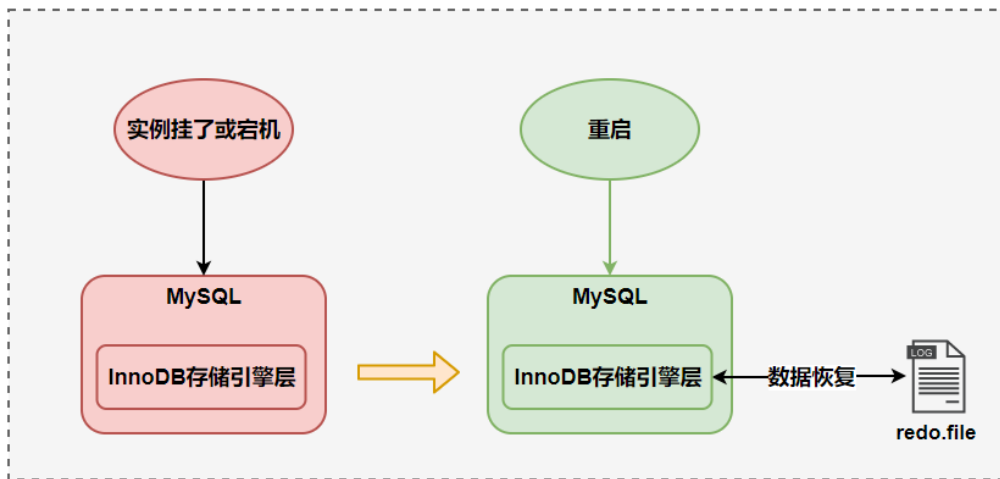 实例挂了或宕机
重启
MySQL
MySQL
InnoDB存储引擎层
InnoDB存储引擎层
数据恢复
LOG
redo.file